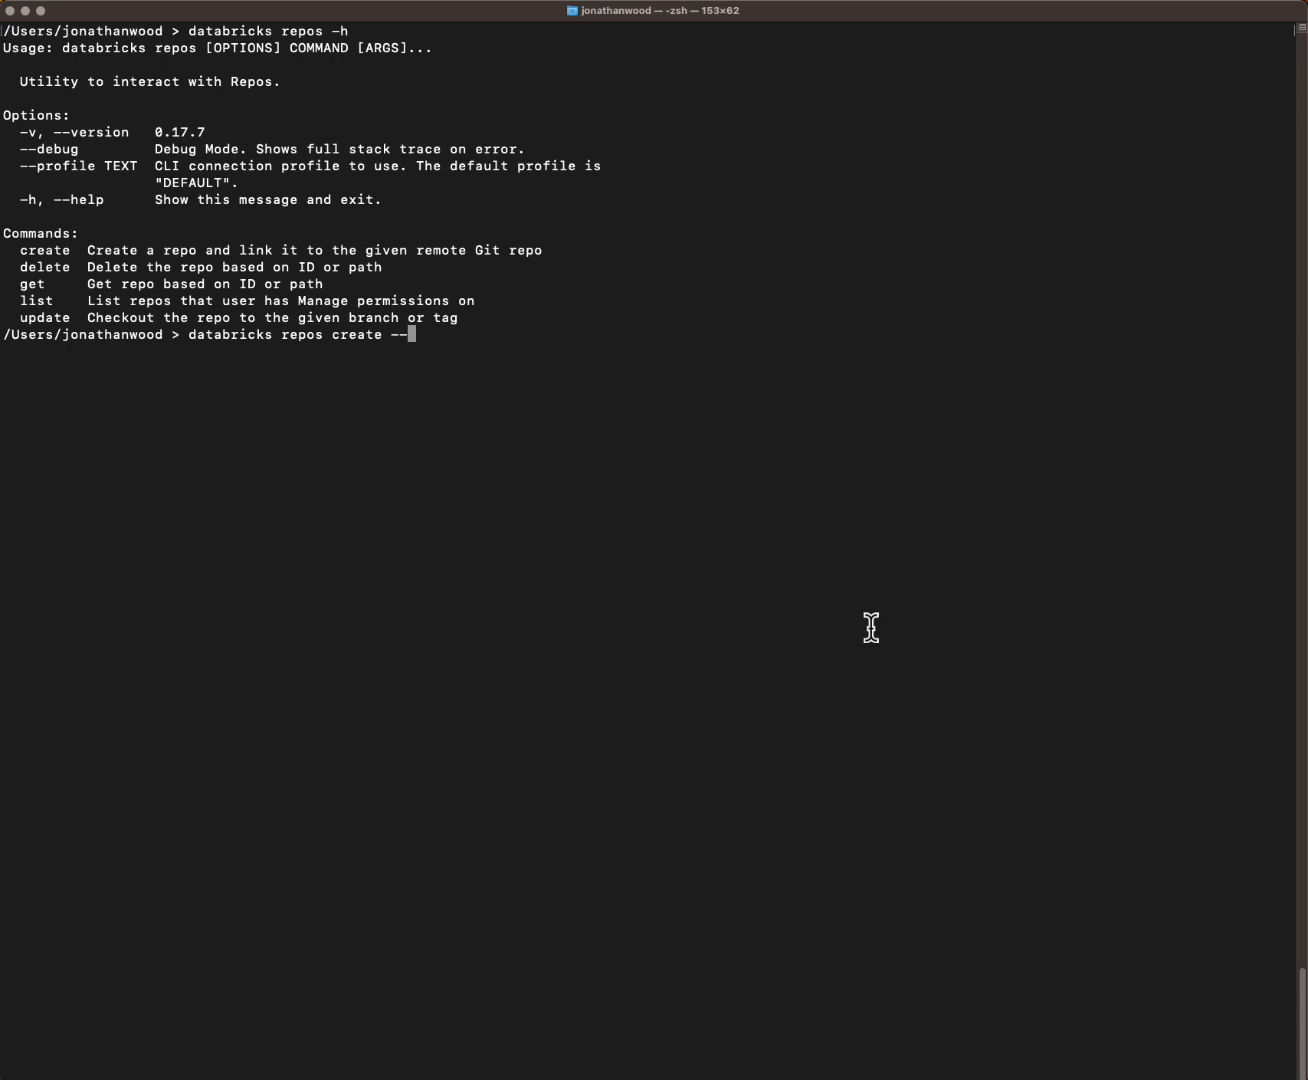 jonathanwood — -zsh — 153×62
/Users/jonathanwood > databricks repos -h
Usage: databricks repos [OPTIONS] COMMAND [ARGS]...
Utility to interact with Repos.
Options:
-v, --version 0.17.7
--debug Debug Mode. Shows full stack trace on error.
--profile TEXT CLI connection profile to use. The default profile is
"DEFAULT".
-h, --help Show this message and exit.
Commands:
create Create a repo and link it to the given remote Git repo
delete Delete the repo based on ID or path
get Get repo based on ID or path
list List repos that user has Manage permissions on
update Checkout the repo to the given branch or tag
/Users/jonathanwood > databricks repos create --